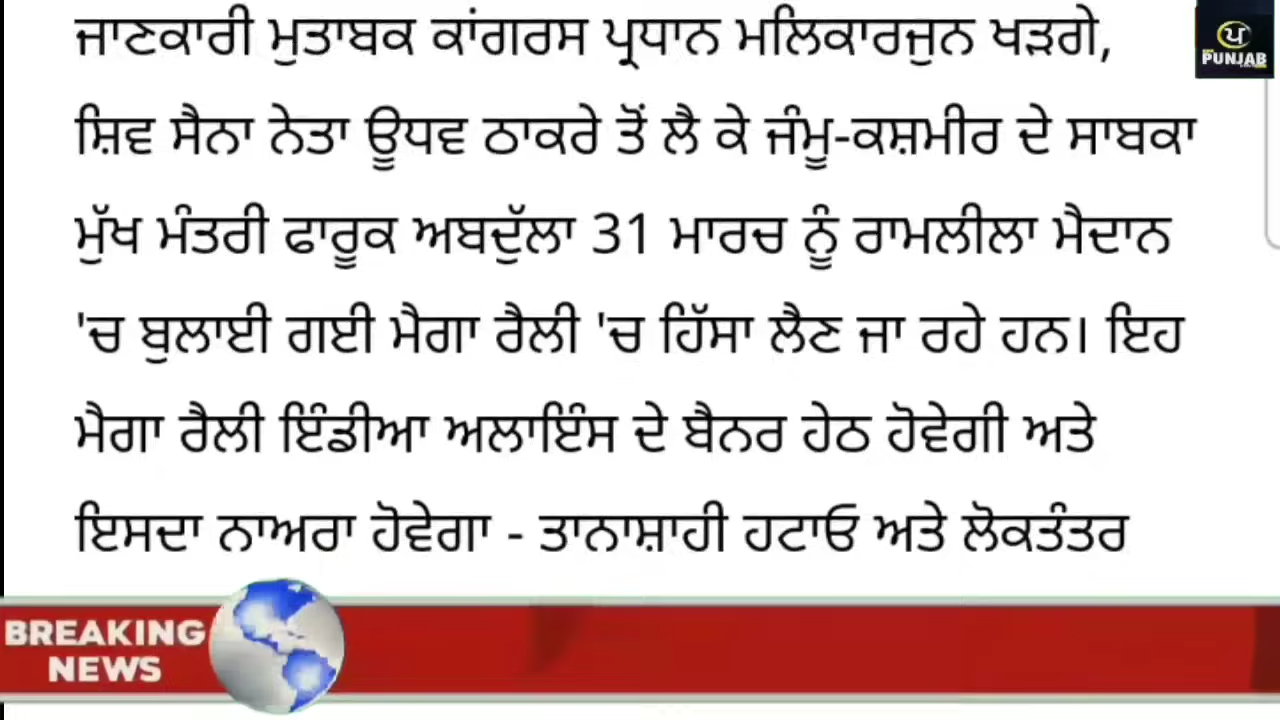 ਜਾਣਕਾਰੀ ਮੁਤਾਬਕ ਕਾਂਗਰਸ ਪ੍ਰਧਾਨ ਮਲਿਕਾਰਜੁਨ ਖੜਗੇ,
ਸ਼ਿਵ ਸੈਨਾ ਨੇਤਾ ਊਧਵ ਠਾਕਰੇ ਤੋਂ ਲੈ ਕੇ ਜੰਮੂ-ਕਸ਼ਮੀਰ ਦੇ ਸਾਬਕਾ
ਮੁੱਖ ਮੰਤਰੀ ਫਾਰੂਕ ਅਬਦੁੱਲਾ 31 ਮਾਰਚ ਨੂੰ ਰਾਮਲੀਲਾ ਮੈਦਾਨ
'ਚ ਬੁਲਾਈ ਗਈ ਮੈਗਾ ਰੈਲੀ 'ਚ ਹਿੱਸਾ ਲੈਣ ਜਾ ਰਹੇ ਹਨ। ਇਹ
ਮੈਗਾ ਰੈਲੀ ਇੰਡੀਆ ਅਲਾਇੰਸ ਦੇ ਬੈਨਰ ਹੇਠ ਹੋਵੇਗੀ ਅਤੇ
ਇਸਦਾ ਨਾਅਰਾ ਹੋਵੇਗਾ - ਤਾਨਾਸ਼ਾਹੀ ਹਟਾਓ ਅਤੇ ਲੋਕਤੰਤਰ
ਪ
PUNJAB
BREAKING
NEWS